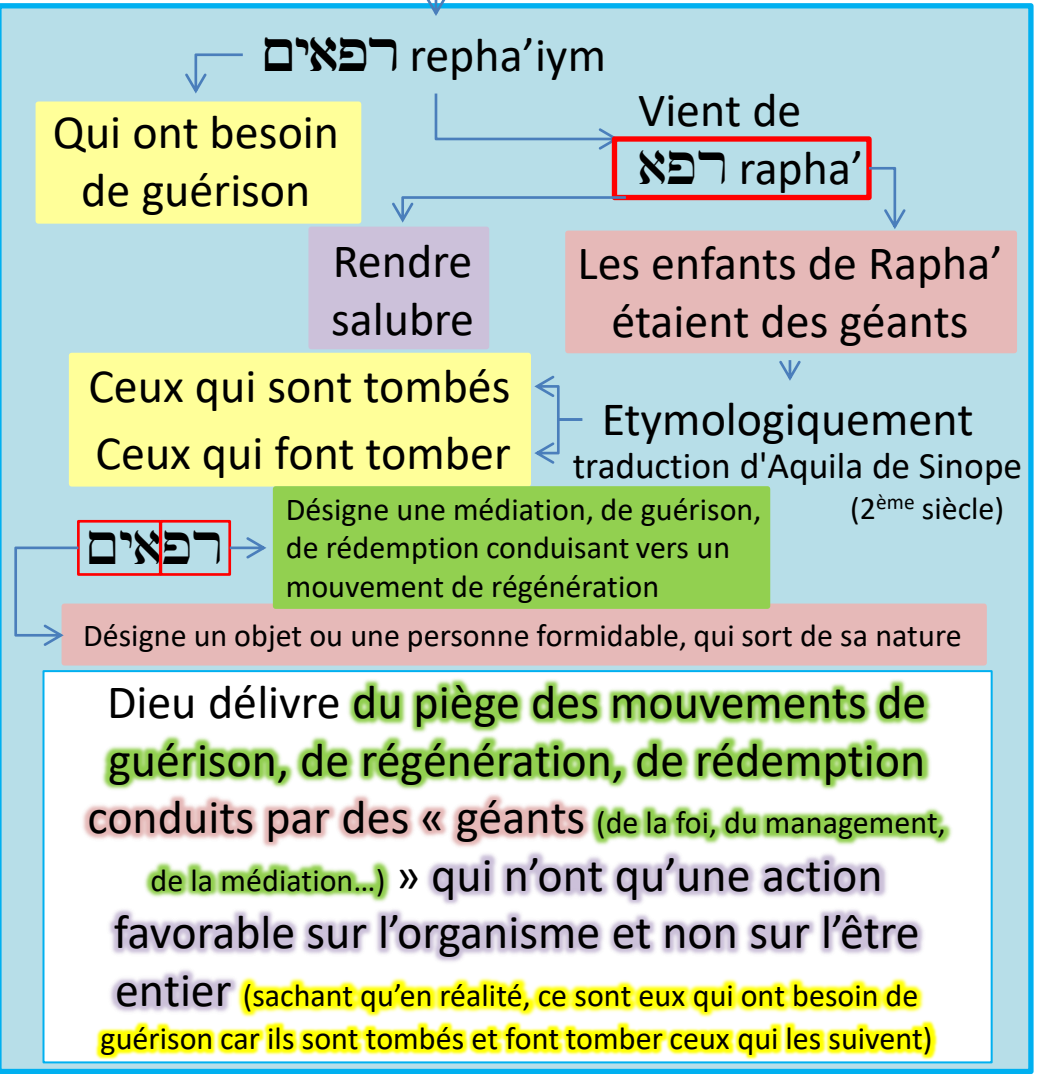 רפאים repha’iym
Qui ont besoin
de guérison
Vient de
רפא rapha’
Rendre
salubre
Les enfants de Rapha’
étaient des géants
Ceux qui sont tombés
Ceux qui font tomber
Etymologiquement
traduction d'Aquila de Sinope
(2ème siècle)
רפאים
Désigne une médiation, de guérison,
de rédemption conduisant vers un
mouvement de régénération
Désigne un objet ou une personne formidable, qui sort de sa nature
Dieu délivre du piège des mouvements de
guérison, de régénération, de rédemption
conduits par des « géants (de la foi, du management,
de la médiation…) » qui n’ont qu’une action
favorable sur l’organisme et non sur l’être
entier (sachant qu’en réalité, ce sont eux qui ont besoin de
guérison car ils sont tombés et font tomber ceux qui les suivent)